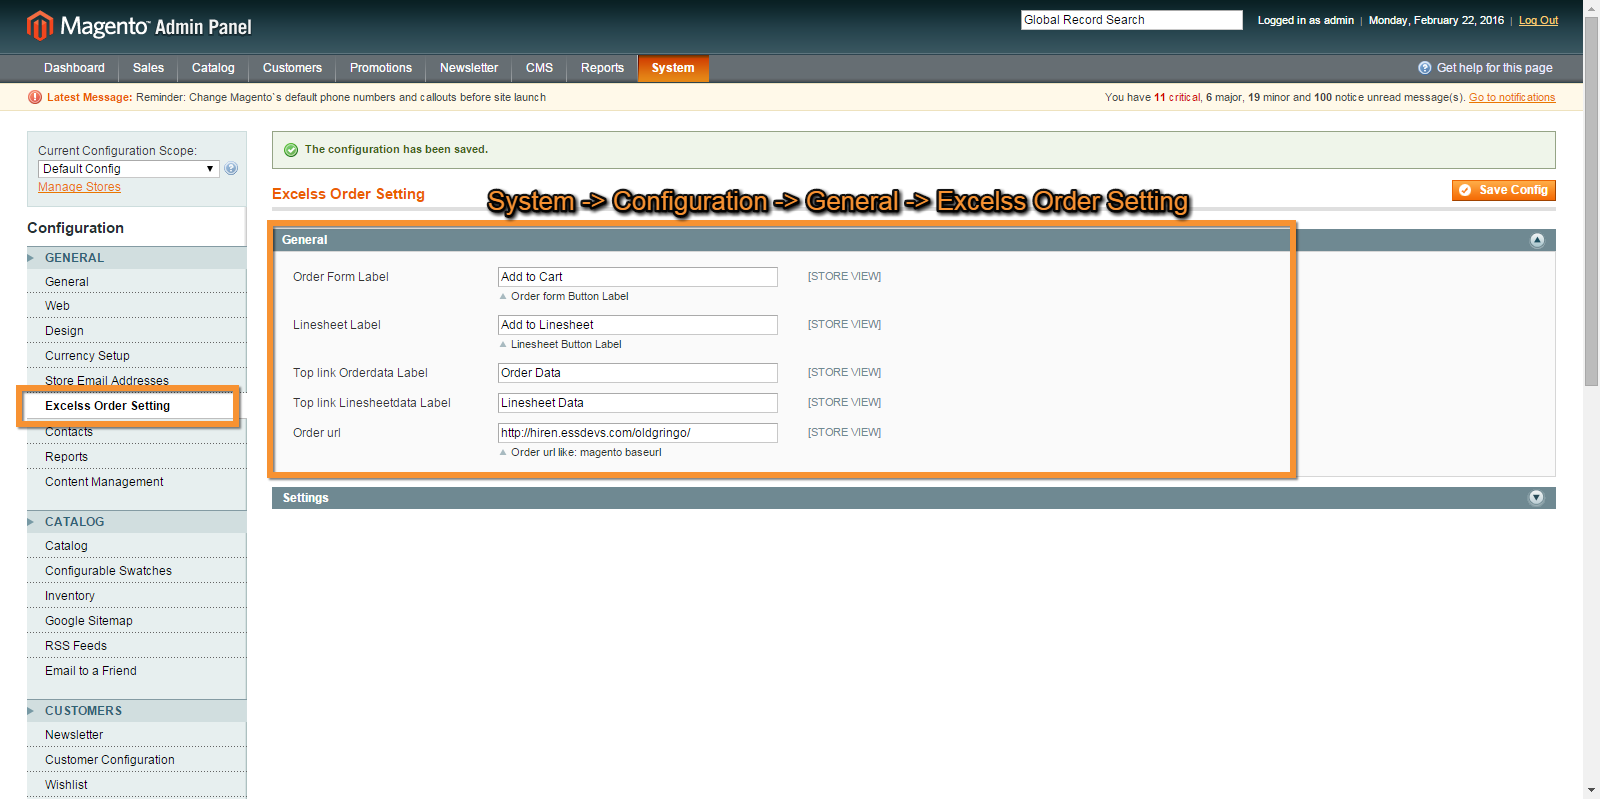 Magento Admin Panel
Global Record Search
Logged in as admin | Monday, February 22, 2016 | Log Out
Dashboard Sales Catalog Customers Promotions Newsletter CMS Reports System
Get help for this page
Latest Message: Reminder: Change Magento`s default phone numbers and callouts before site launch
You have 11 critical, 6 major, 19 minor and 100 notice unread message(s). Go to notifications
Current Configuration Scope:
Default Config
Manage Stores
Configuration
GENERAL
General
Web
Design
Currency Setup
Store Email Addresses
Excelss Order Setting
Contacts
Reports
Content Management
CATALOG
Catalog
Configurable Swatches
Inventory
Google Sitemap
RSS Feeds
Email to a Friend
CUSTOMERS
Newsletter
Customer Configuration
Wishlist
The configuration has been saved.
Excelss Order Setting
System -> Configuration -> General -> Excelss Order Setting
Save Config
General
Order Form Label Add to Cart [STORE VIEW]
Order form Button Label
Linesheet Label Add to Linesheet [STORE VIEW]
Linesheet Button Label
Top link Orderdata Label Order Data [STORE VIEW]
Top link Linesheetdata Label Linesheet Data [STORE VIEW]
Order url http://hiren.essdevs.com/oldgringo/ [STORE VIEW]
Order url like: magento baseurl
Settings